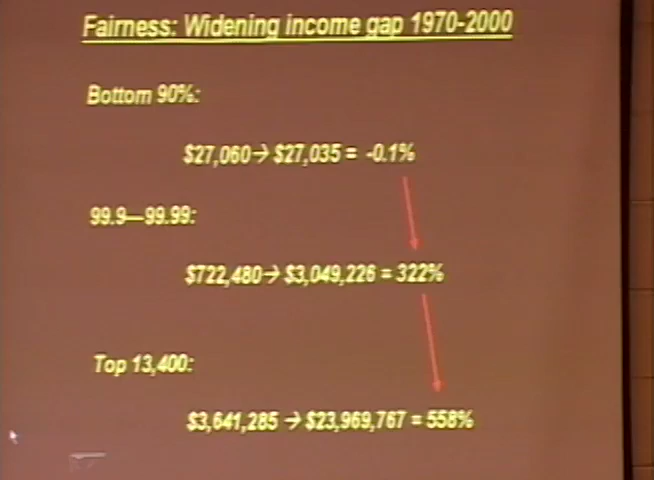 Fairness: Widening income gap 1970-2000
Bottom 90%:
$27,060→ $27,035 = -0.1%
99.9—99.99:
$722,480→ $3,049,226 = 322%
Top 13,400:
$3,641,285 → $23,969,767 = 558%